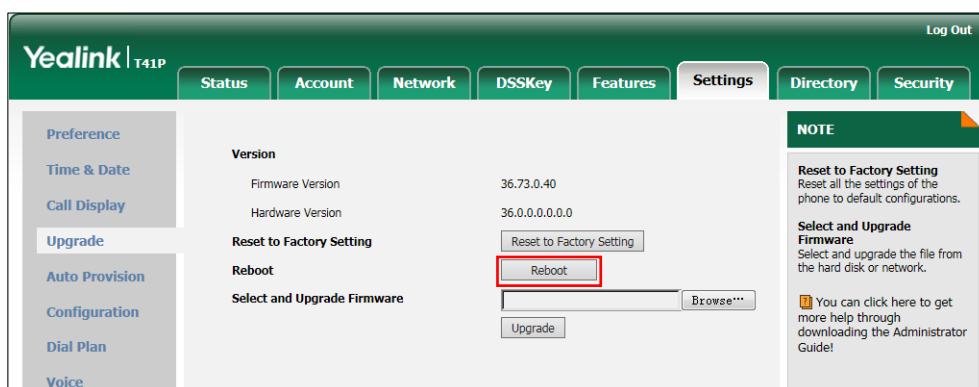 Log Out
Yealink T41P
Status Account Network DSSKey Features Settings Directory Security
Preference
Time & Date
Call Display
Upgrade
Auto Provision
Configuration
Dial Plan
Voice
Version
Firmware Version 36.73.0.40
Hardware Version 36.0.0.0.0.0.0
Reset to Factory Setting Reset to Factory Setting
Reboot Reboot
Select and Upgrade Firmware Browse...
Upgrade
NOTE
Reset to Factory Setting
Reset all the settings of the
phone to default configurations.
Select and Upgrade
Firmware
Select and upgrade the file from
the hard disk or network.
You can click here to get
more help through
downloading the Administrator
Guide!